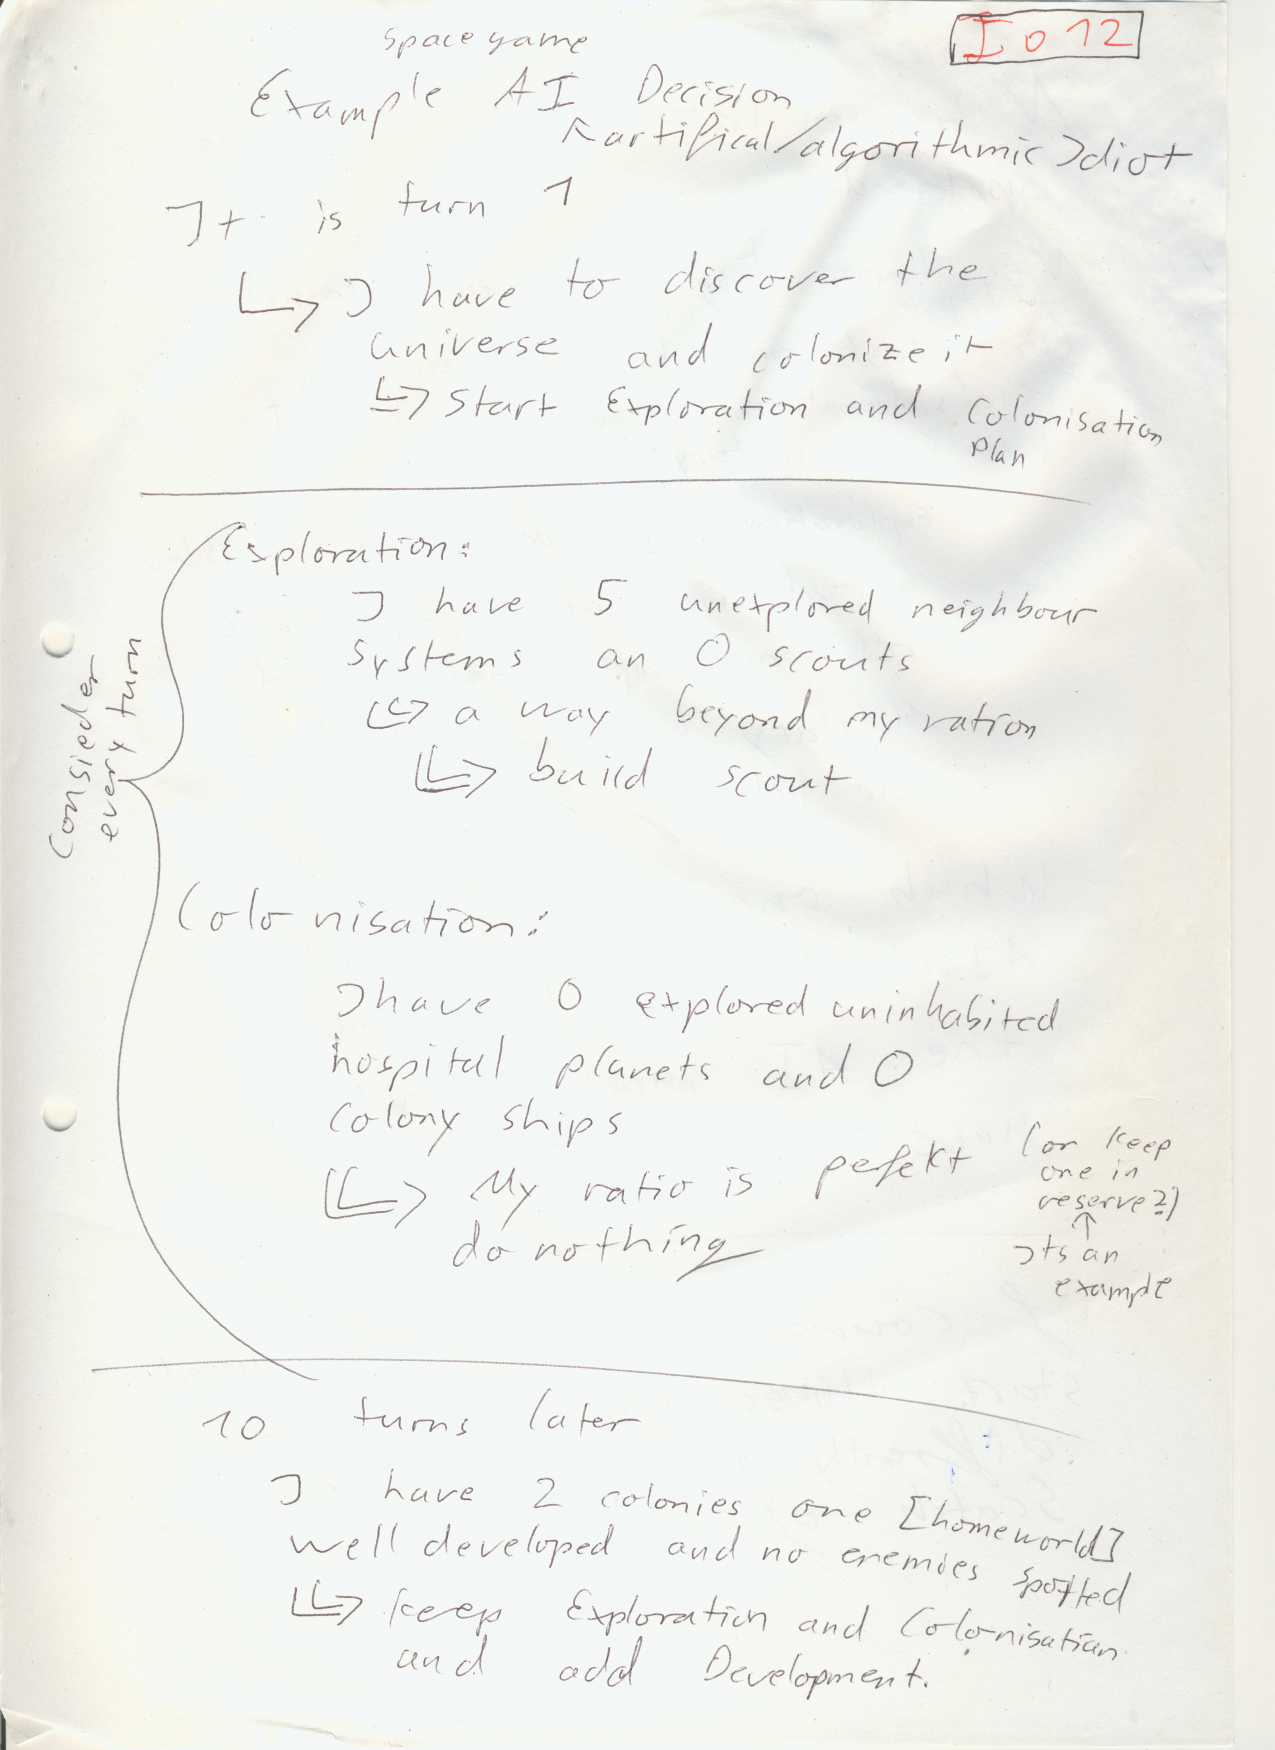 space game
I o 12
Example AI Decision
↖artifical/algorithmic Idiot
It is turn 1
↳ I have to discover the
universe and colonize it
↳ Start Exploration and Colonisation
plan
Consieder
every turn
Exploration:
I have 5 unexplored neighbour
systems an 0 scouts
↳ a way beyond my ration
↳ build scout
Colonisation:
I have 0 explored uninhabited
hospital planets and 0
colony ships
↳ My ratio is perfekt
do nothing
(or keep
one in
reserve?)
↑
Its an
example
10 turns later
I have 2 colonies one [homeworld]
well developed and no enemies spotted
↳ keep Exploration and Colonisation
and add Development.